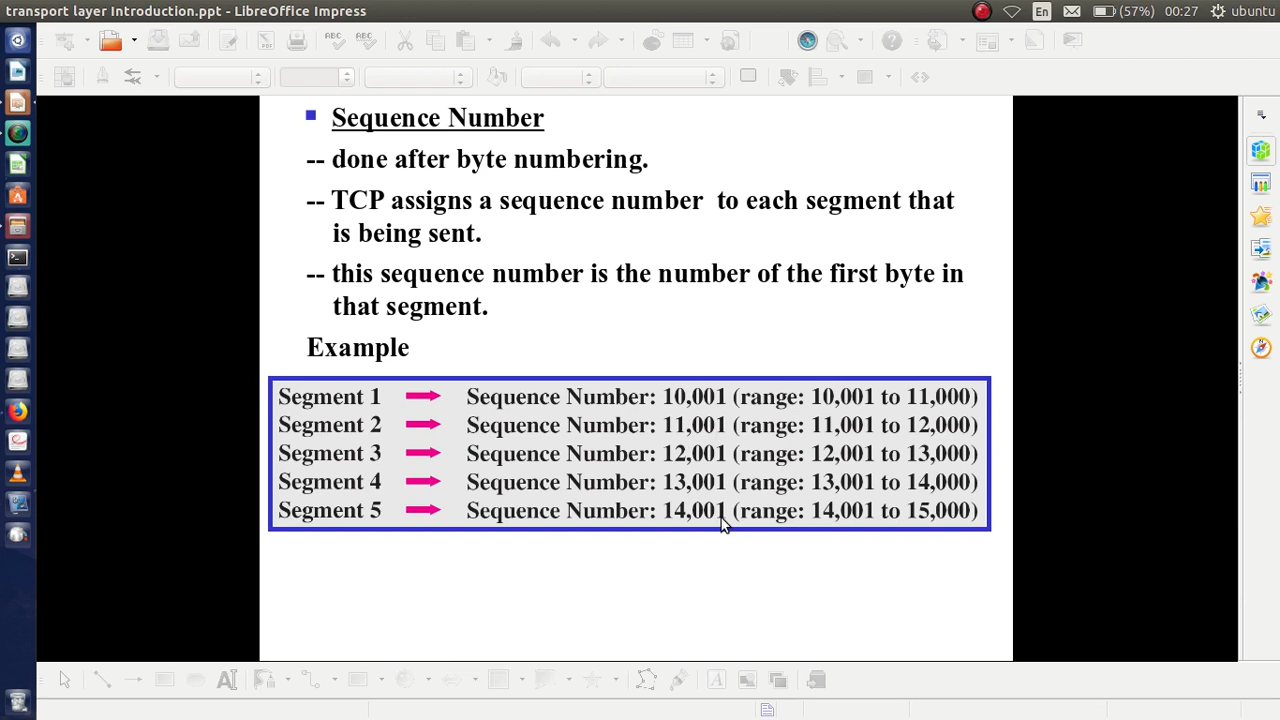 transport layer Introduction.ppt - LibreOffice Impress
En (57%) 00:27 ubuntu
Sequence Number
-- done after byte numbering.
-- TCP assigns a sequence number to each segment that
is being sent.
-- this sequence number is the number of the first byte in
that segment.
Example
Segment 1 Sequence Number: 10,001 (range: 10,001 to 11,000)
Segment 2 Sequence Number: 11,001 (range: 11,001 to 12,000)
Segment 3 Sequence Number: 12,001 (range: 12,001 to 13,000)
Segment 4 Sequence Number: 13,001 (range: 13,001 to 14,000)
Segment 5 Sequence Number: 14,001 (range: 14,001 to 15,000)